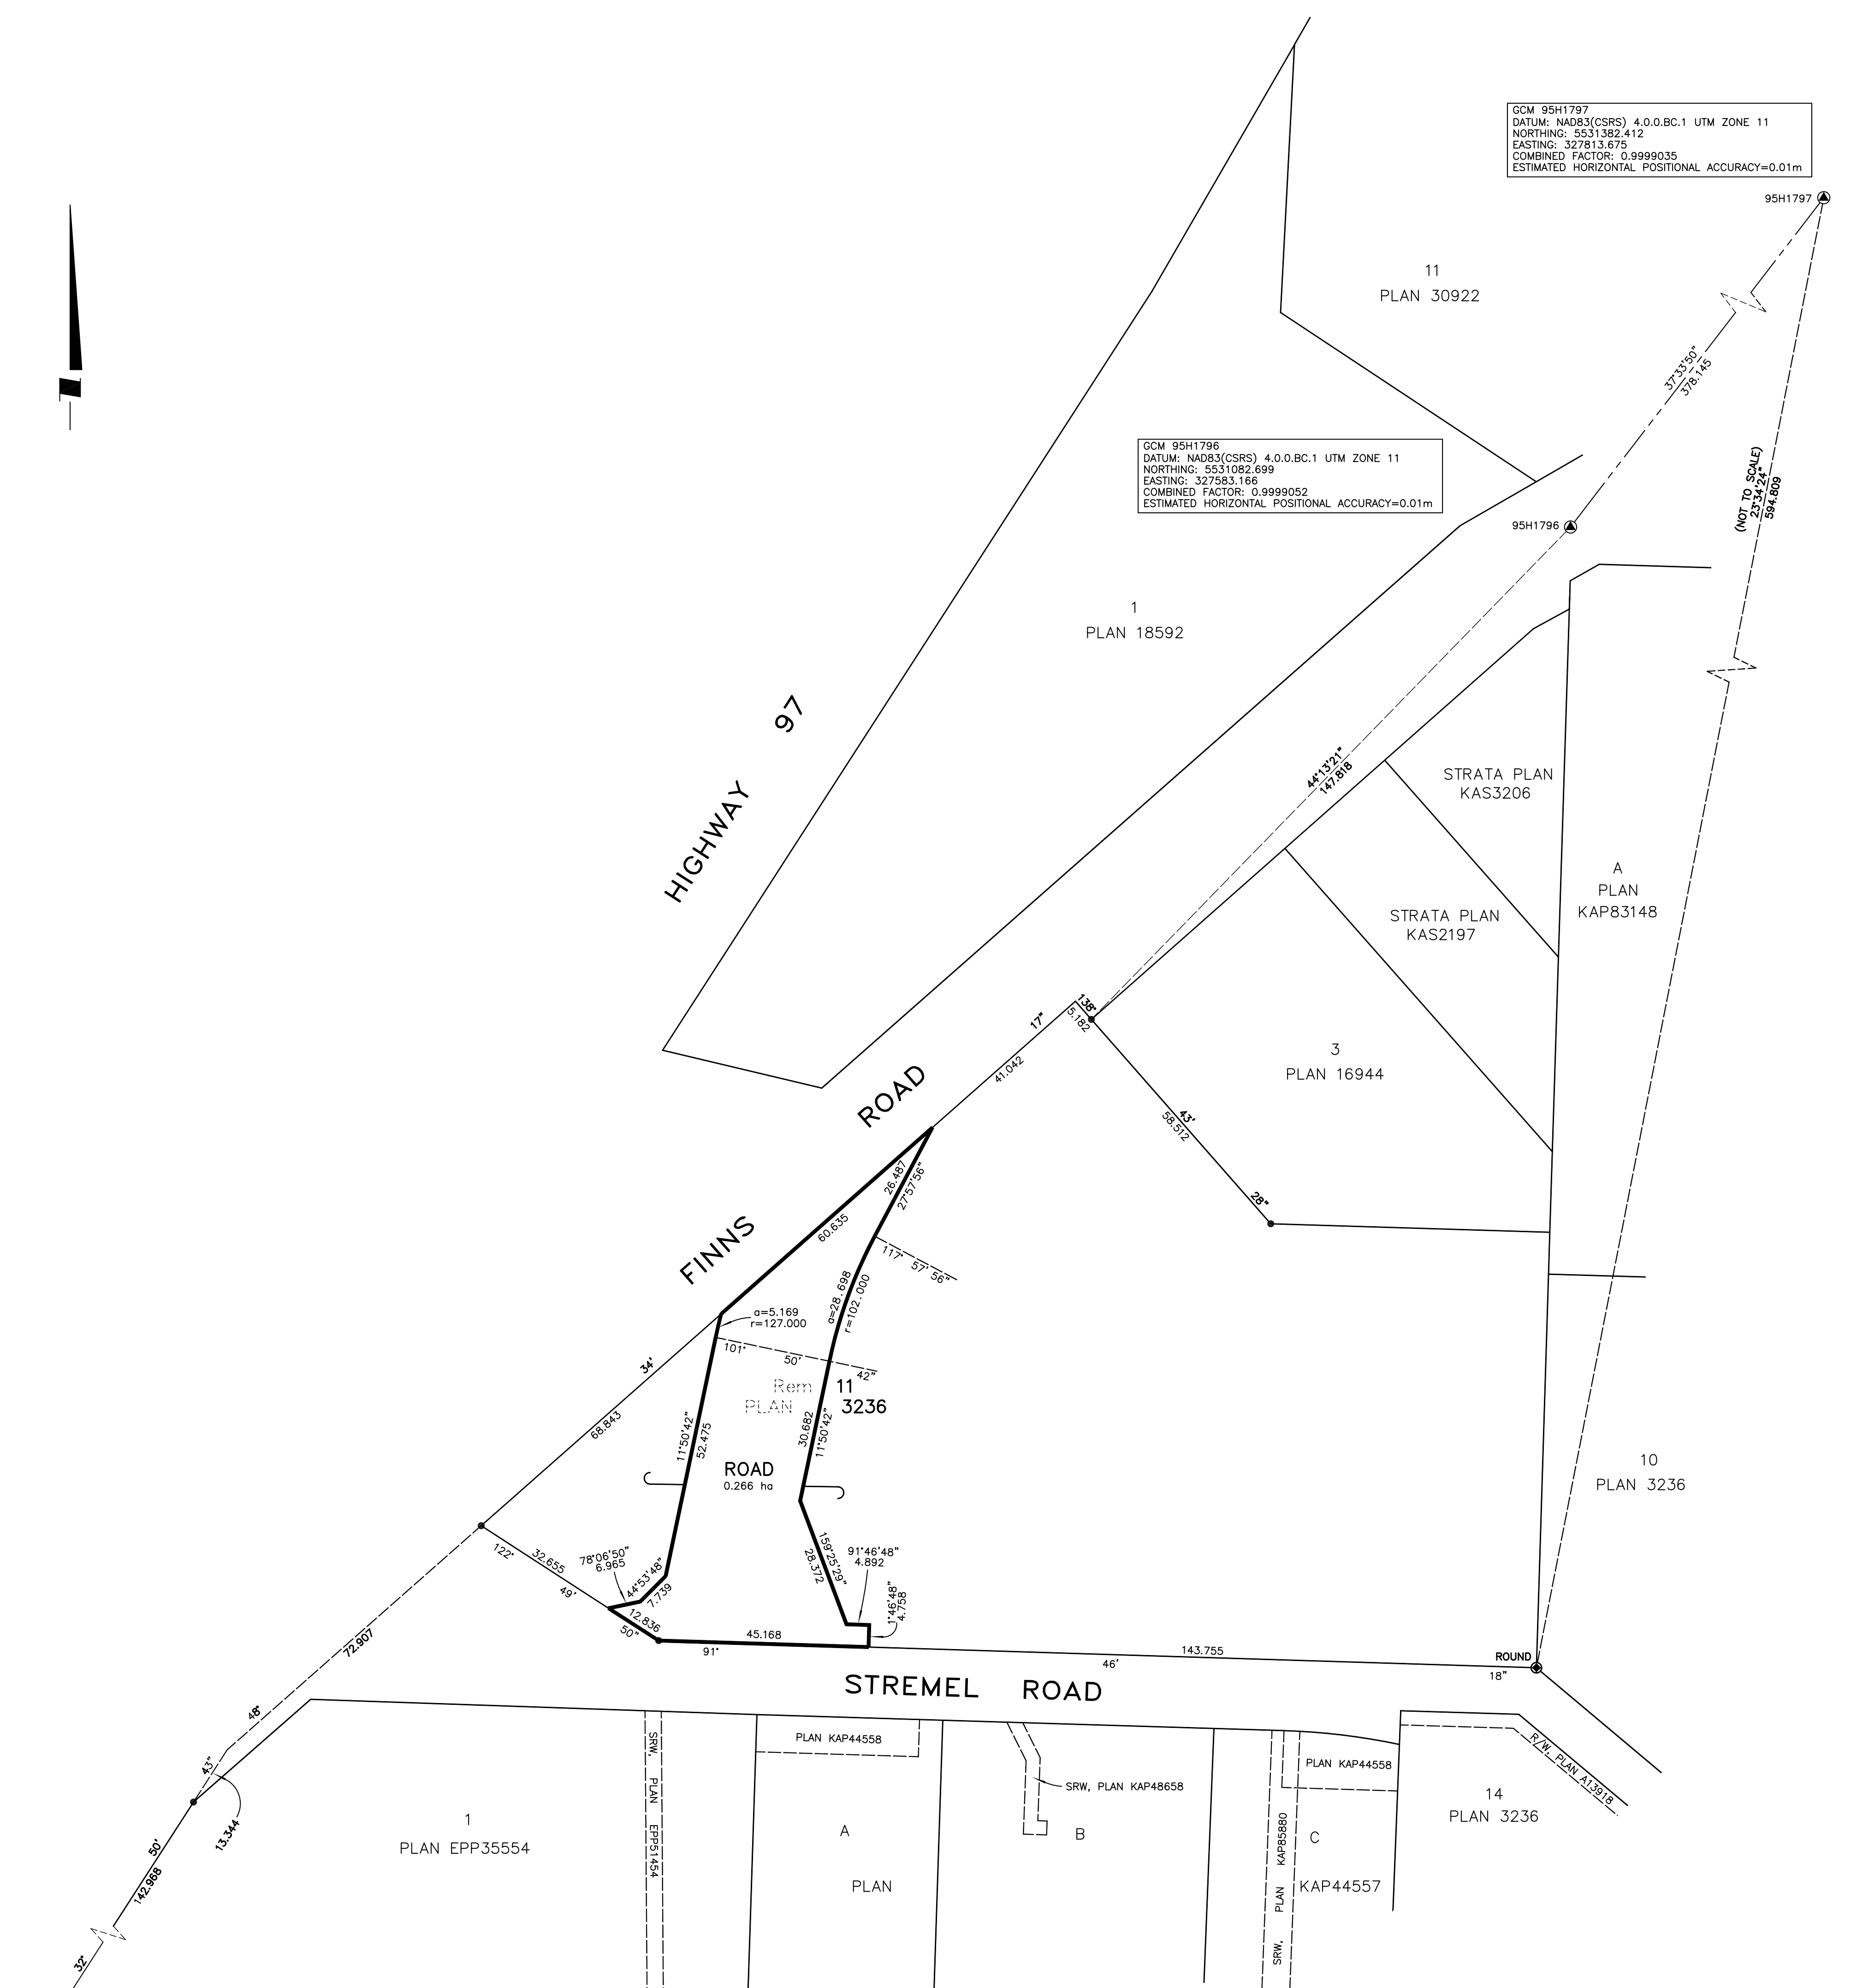 GCM 95H1797
DATUM: NAD83(CSRS) 4.0.0.BC.1 UTM ZONE 11
NORTHING: 5531382.412
EASTING: 327813.675
COMBINED FACTOR: 0.9999035
ESTIMATED HORIZONTAL POSITIONAL ACCURACY=0.01m
95H1797
11
PLAN 30922
37°33'50"
378.145
GCM 95H1796
DATUM: NAD83(CSRS) 4.0.0.BC.1 UTM ZONE 11
NORTHING: 5531082.699
EASTING: 327583.166
COMBINED FACTOR: 0.9999052
ESTIMATED HORIZONTAL POSITIONAL ACCURACY=0.01m
(NOT TO SCALE)
23°34'24"
594.809
95H1796
1
PLAN 18592
HIGHWAY 97
44°13'21"
147.818
STRATA PLAN
KAS3206
A
PLAN
KAP83148
STRATA PLAN
KAS2197
138°
5.182
17"
41.042
3
PLAN 16944
FINNS ROAD
43'
58.512
28"
26.487
27°57'56"
60.635
117° 57' 56"
a=28.698
r=102.000
a=5.169
r=127.000
101° 50' 42"
34'
68.843
Rem 11
PLAN 3236
11°50'42"
52.475
30.682
11°50'42"
ROAD
0.266 ha
10
PLAN 3236
159°25'29"
28.372
91°46'48"
4.892
1°46'48"
4.758
78°06'50"
6.965
44°53'48"
7.739
122°
32.655
49'
12.836
50"
45.168
91°
143.755
46'
18"
ROUND
STREMEL ROAD
72.907
48°
43"
13.344
50'
142.968
32°
1
PLAN EPP35554
SRW, PLAN EPP51454
PLAN KAP44558
A
PLAN
SRW, PLAN KAP48658
B
SRW, PLAN KAP85880
PLAN KAP44558
C
KAP44557
14
PLAN 3236
R/W, PLAN A13918